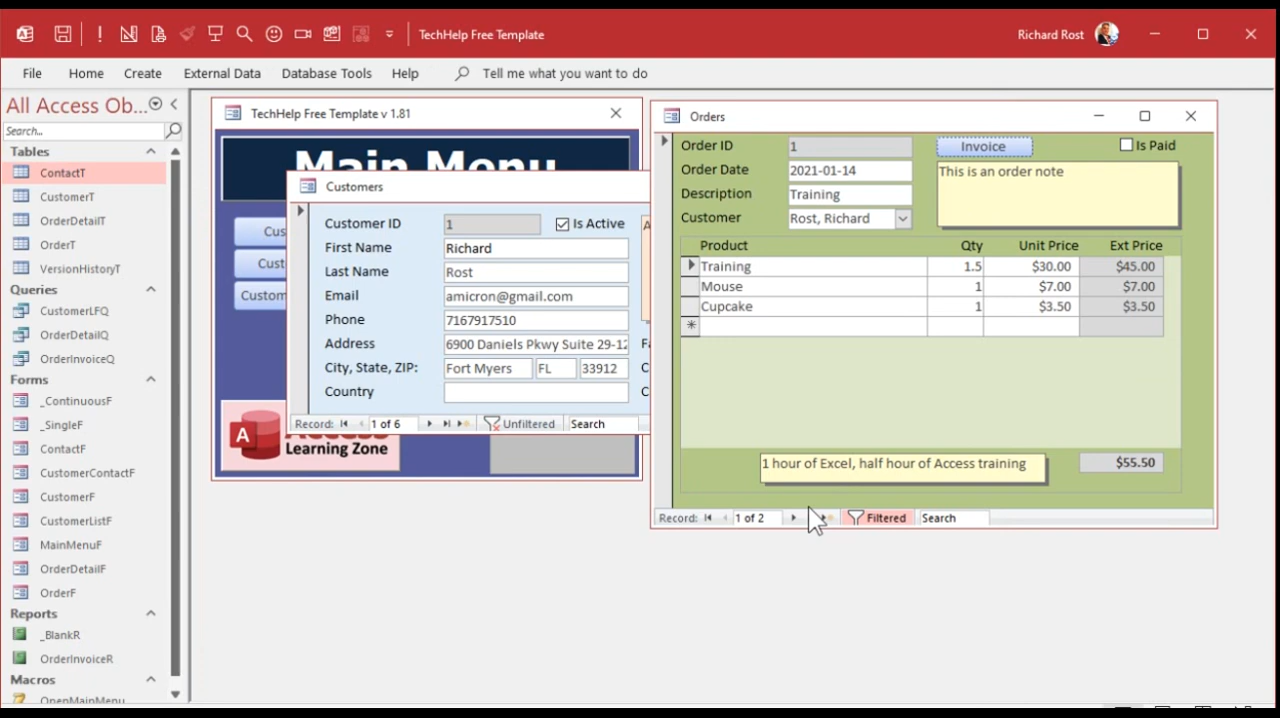 TechHelp Free Template
Richard Rost
File Home Create External Data Database Tools Help Tell me what you want to do
All Access Ob...
Search...
Tables
ContactT
CustomerT
OrderDetailT
OrderT
VersionHistoryT
Queries
CustomerLFQ
OrderDetailQ
OrderInvoiceQ
Forms
_ContinuousF
_SingleF
ContactF
CustomerContactF
CustomerF
CustomerListF
MainMenuF
OrderDetailF
OrderF
Reports
_BlankR
OrderInvoiceR
Macros
OpenMainMenu
TechHelp Free Template v 1.81
Main Menu
Cus
Cust
Custom
A
Learning Zone
Customers
Customer ID 1 Is Active
First Name Richard
Last Name Rost
Email amicron@gmail.com
Phone 7167917510
Address 6900 Daniels Pkwy Suite 29-12
City, State, ZIP: Fort Myers FL 33912
Country
Record: 1 of 6 Unfiltered Search
Orders
Order ID 1 Invoice Is Paid
Order Date 2021-01-14 This is an order note
Description Training
Customer Rost, Richard
Product Qty Unit Price Ext Price
Training 1.5 $30.00 $45.00
Mouse 1 $7.00 $7.00
Cupcake 1 $3.50 $3.50
1 hour of Excel, half hour of Access training $55.50
Record: 1 of 2 Filtered Search